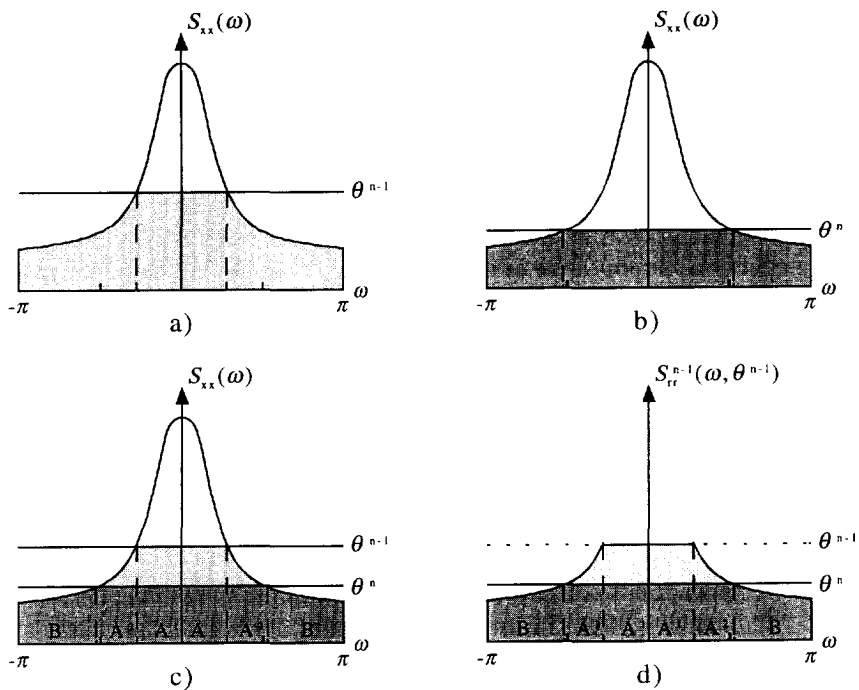 S_xx(ω)
θ^n-1
-π
π
ω
a)
S_xx(ω)
θ^n
-π
π
ω
b)
S_xx(ω)
θ^n-1
θ^n
B
A
A
B
-π
π
ω
c)
S_rr^n-1(ω, θ^n-1)
θ^n-1
θ^n
B
B
-π
π
ω
d)